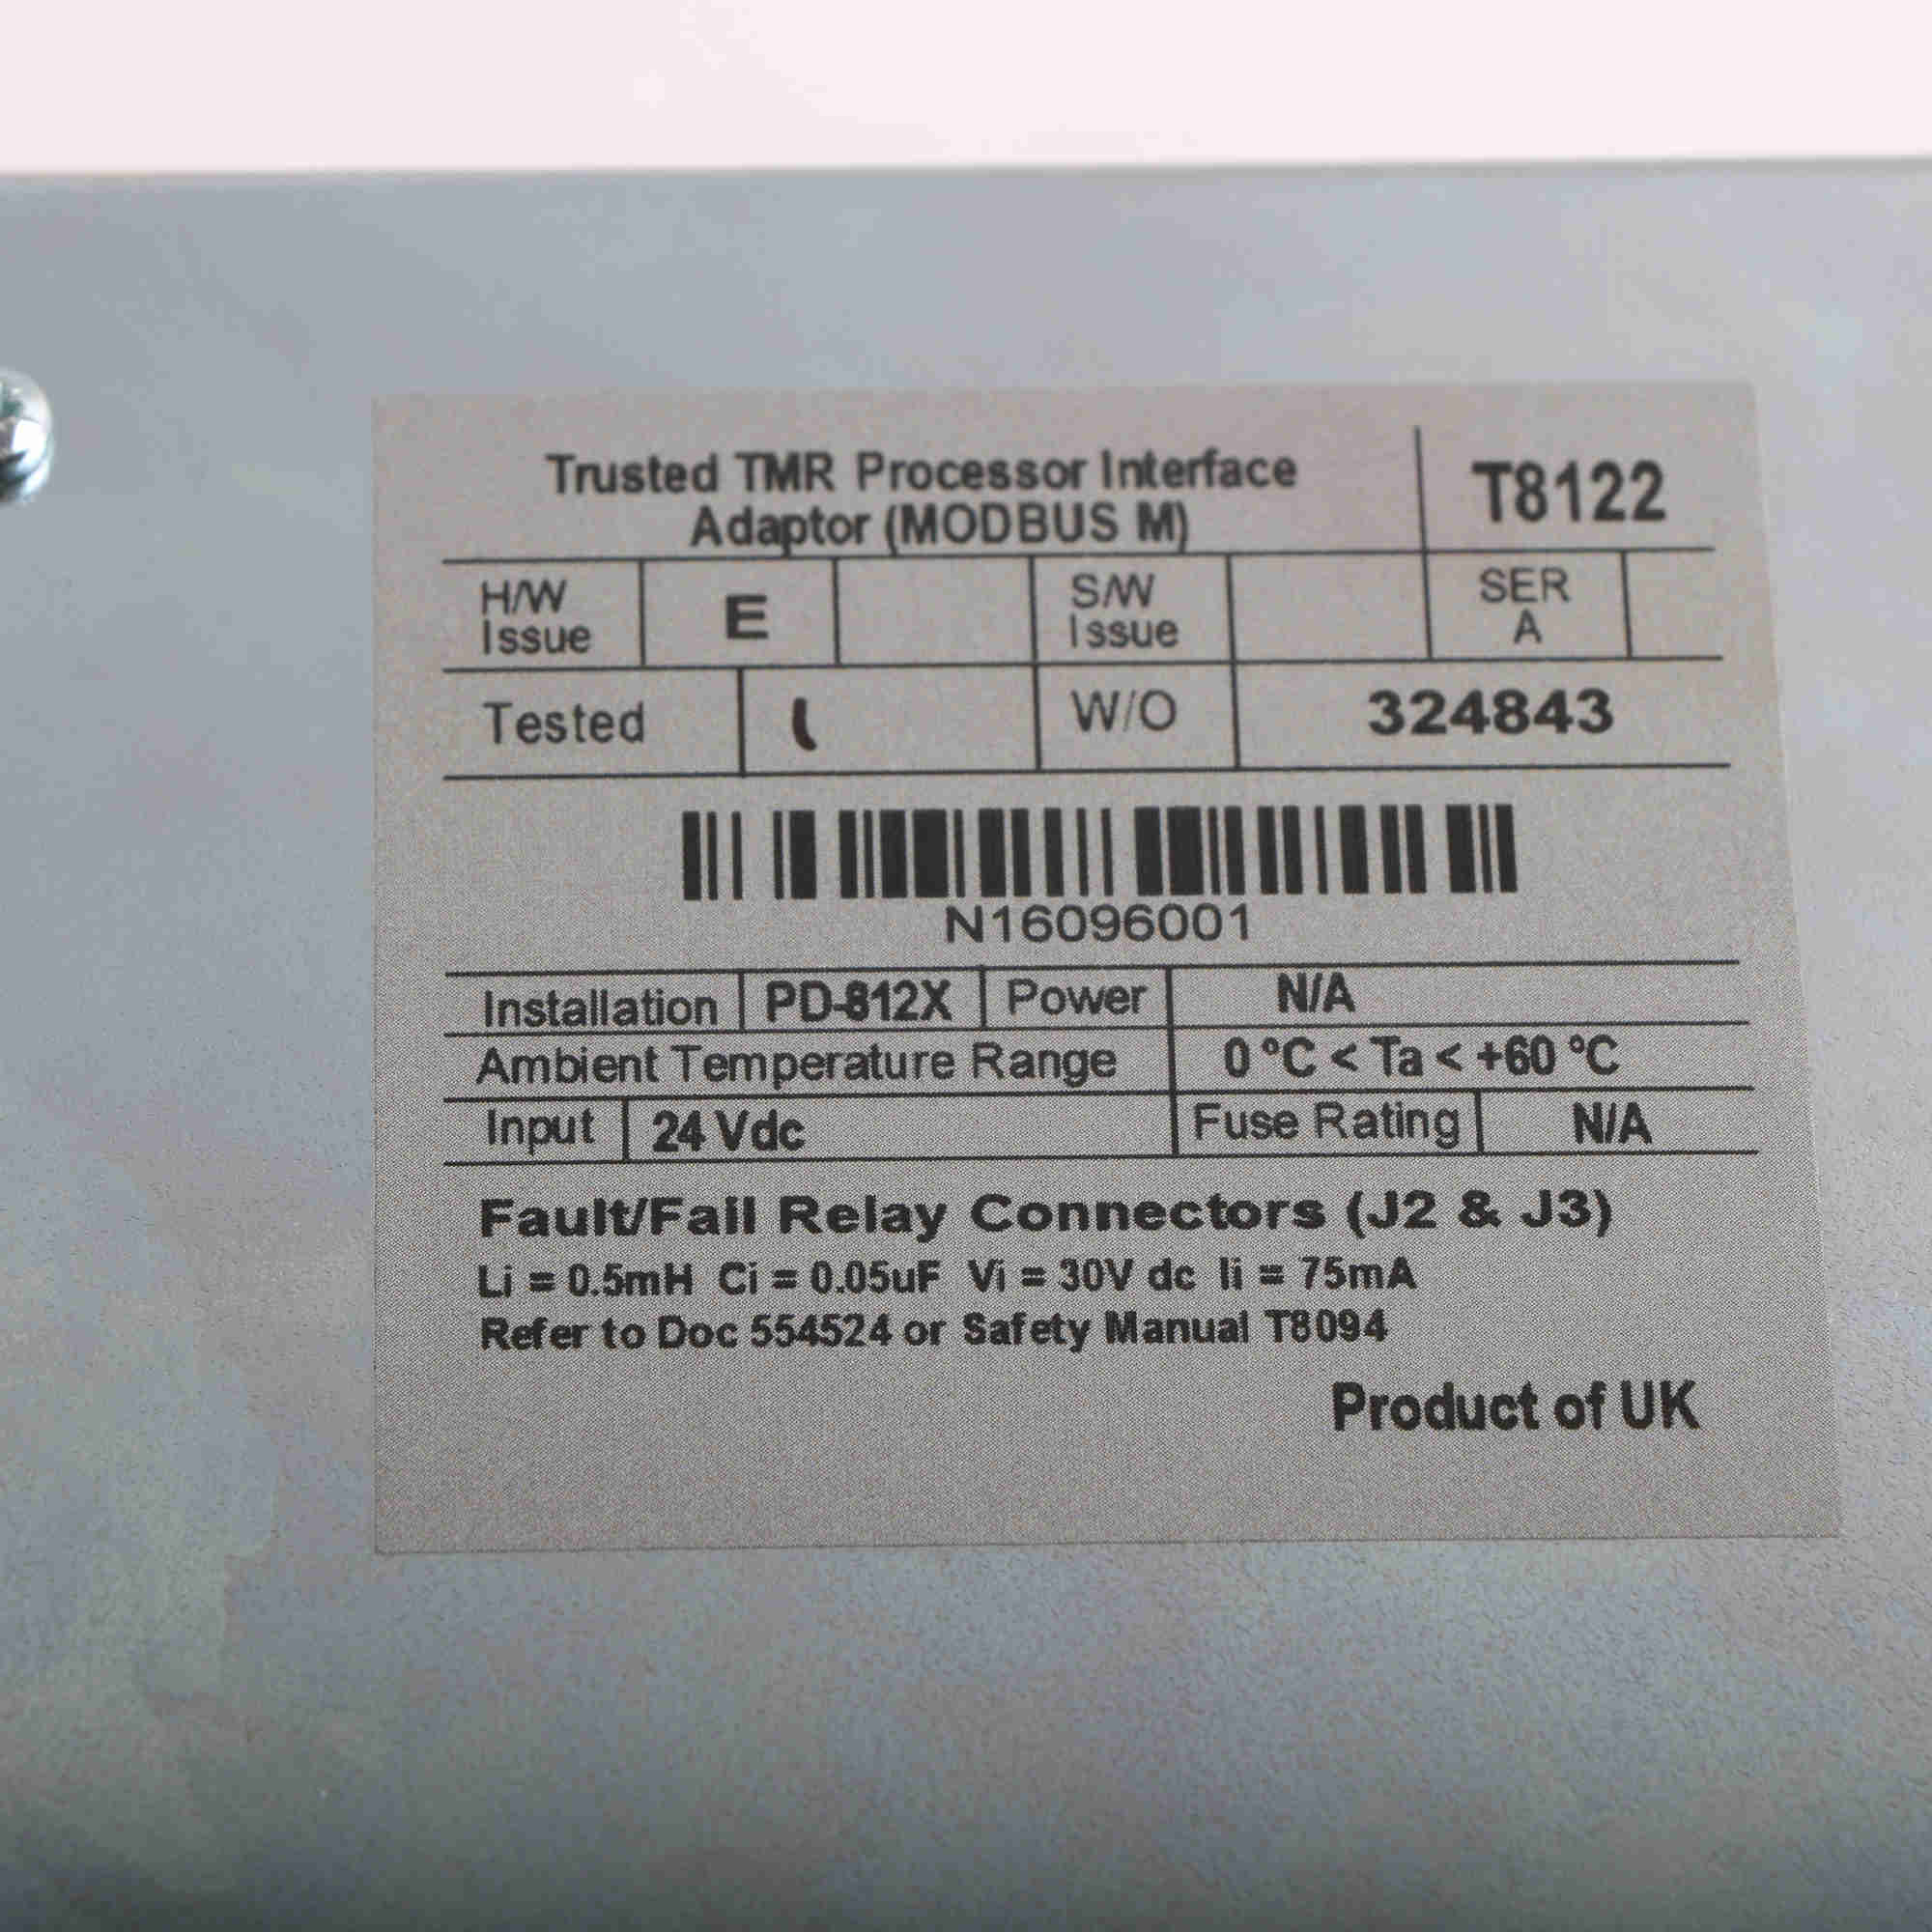 Trusted TMR Processor Interface
Adaptor (MODBUS M)
T8122
H/W Issue E S/W Issue SER A
Tested W/O 324843
N16096001
Installation PD-812X Power N/A
Ambient Temperature Range 0 °C < Ta < +60 °C
Input 24 Vdc Fuse Rating N/A
Fault/Fail Relay Connectors (J2 & J3)
Li = 0.5mH Ci = 0.05uF Vi = 30V dc Ii = 75mA
Refer to Doc 554524 or Safety Manual T8094
Product of UK